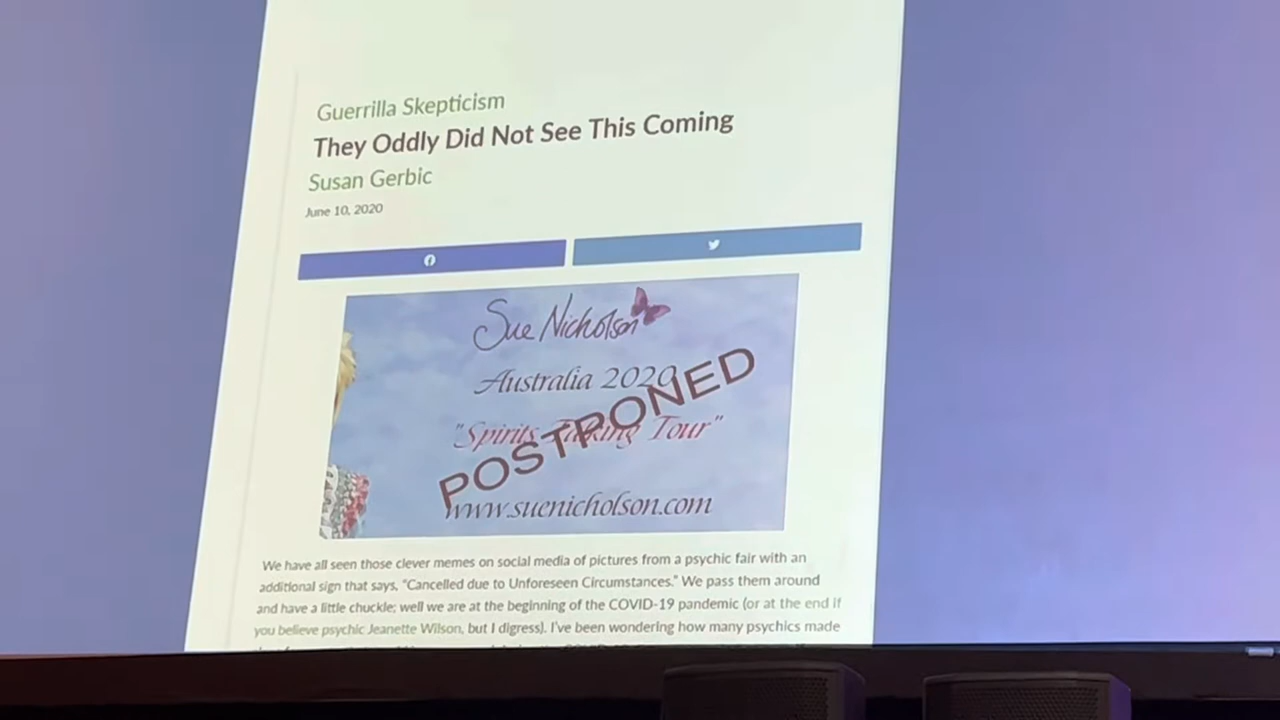 Guerrilla Skepticism
They Oddly Did Not See This Coming
Susan Gerbic
June 10, 2020
Sue Nicholson
Australia 2020
"Spirits Talking Tour"
POSTPONED
www.suenicholson.com
We have all seen those clever memes on social media of pictures from a psychic fair with an
additional sign that says, "Cancelled due to Unforeseen Circumstances." We pass them around
and have a little chuckle; well we are at the beginning of the COVID-19 pandemic (or at the end if
you believe psychic Jeanette Wilson, but I digress). I've been wondering how many psychics made